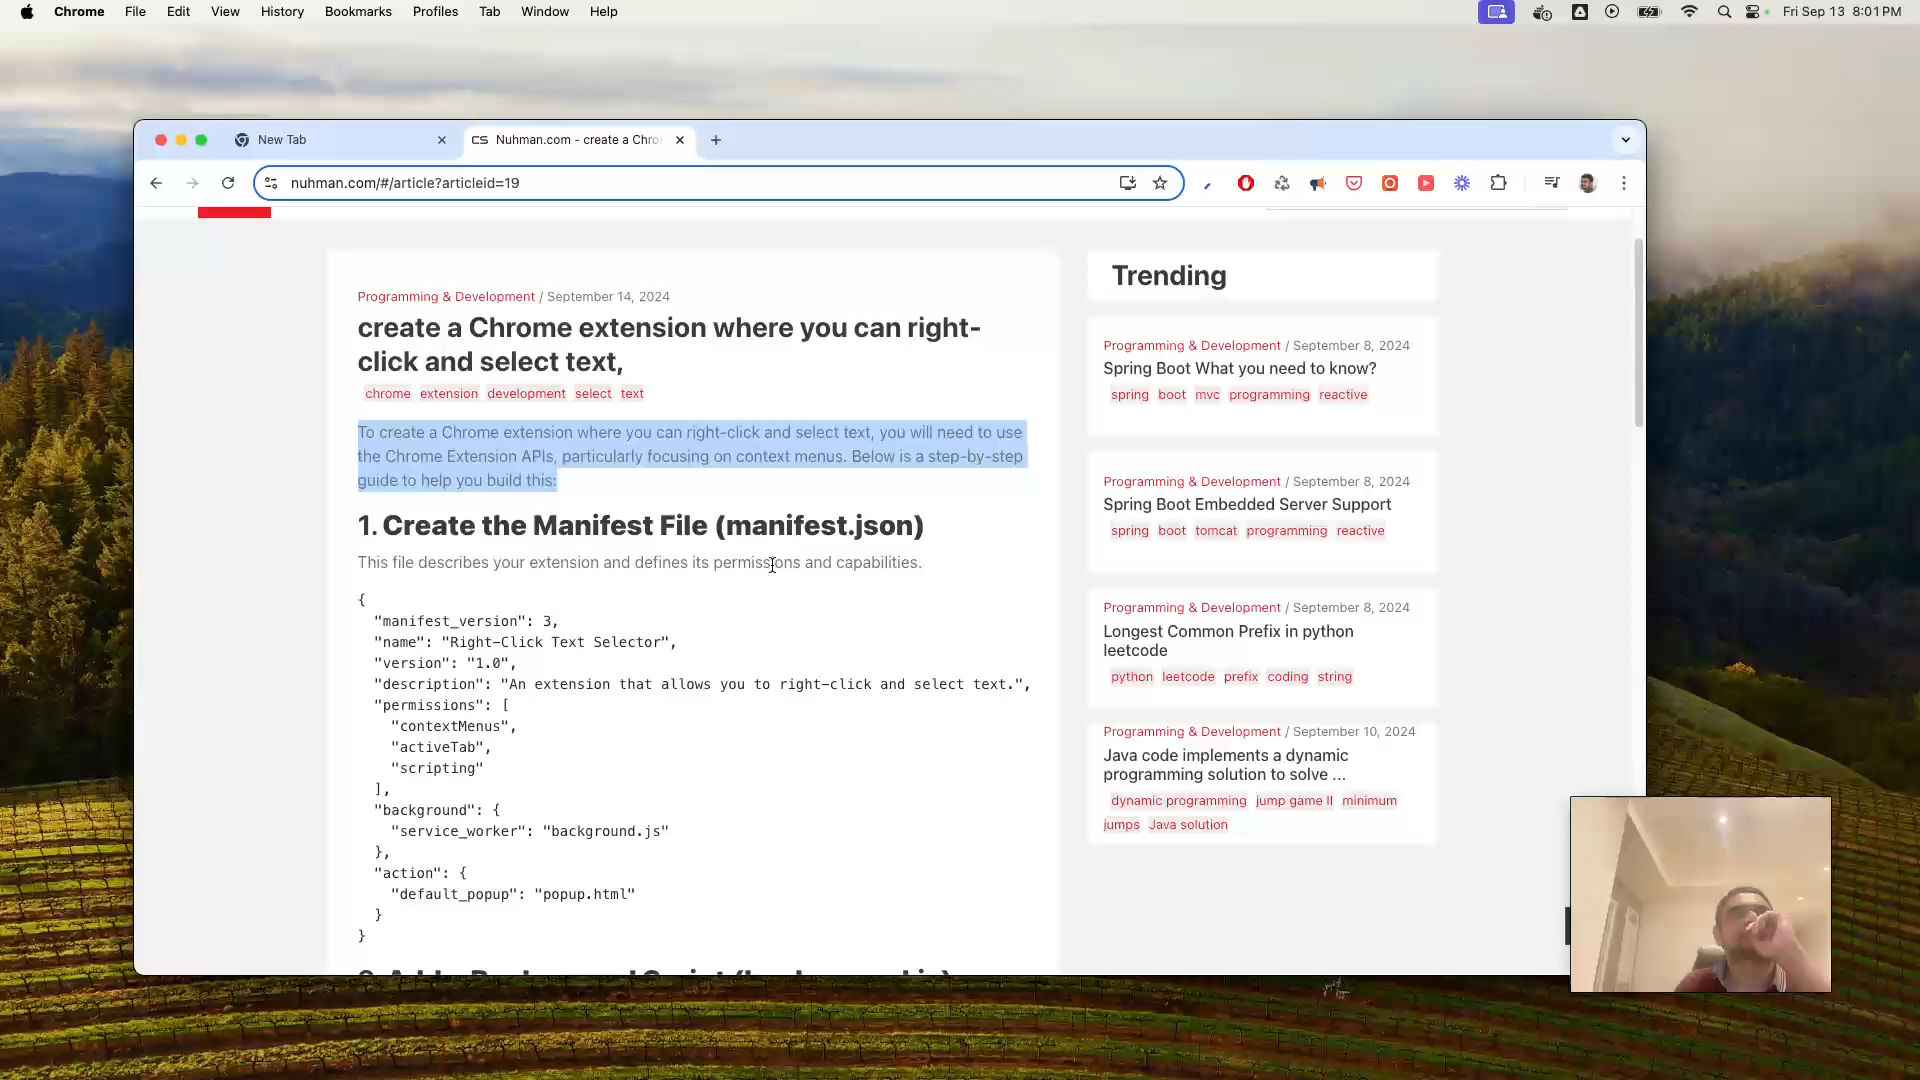 Chrome File Edit View History Bookmarks Profiles Tab Window Help
Fri Sep 13 8:01 PM
New Tab
CS Nuhman.com - create a Chro
nuhman.com/#/article?articleid=19
Programming & Development / September 14, 2024
create a Chrome extension where you can right-
click and select text,
chrome extension development select text
To create a Chrome extension where you can right-click and select text, you will need to use
the Chrome Extension APIs, particularly focusing on context menus. Below is a step-by-step
guide to help you build this:
1. Create the Manifest File (manifest.json)
This file describes your extension and defines its permissions and capabilities.
{
"manifest_version": 3,
"name": "Right-Click Text Selector",
"version": "1.0",
"description": "An extension that allows you to right-click and select text.",
"permissions": [
"contextMenus",
"activeTab",
"scripting"
],
"background": {
"service_worker": "background.js"
},
"action": {
"default_popup": "popup.html"
}
}
Trending
Programming & Development / September 8, 2024
Spring Boot What you need to know?
spring boot mvc programming reactive
Programming & Development / September 8, 2024
Spring Boot Embedded Server Support
spring boot tomcat programming reactive
Programming & Development / September 8, 2024
Longest Common Prefix in python
leetcode
python leetcode prefix coding string
Programming & Development / September 10, 2024
Java code implements a dynamic
programming solution to solve ...
dynamic programming jump game II minimum
jumps Java solution